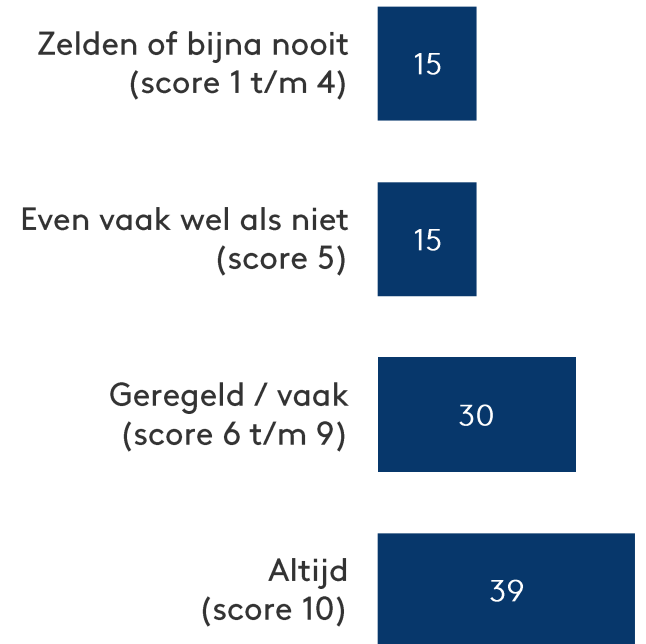 Zelden of bijna nooit
(score 1 t/m 4)
15
Even vaak wel als niet
(score 5)
15
Geregeld / vaak
(score 6 t/m 9)
30
Altijd
(score 10)
39